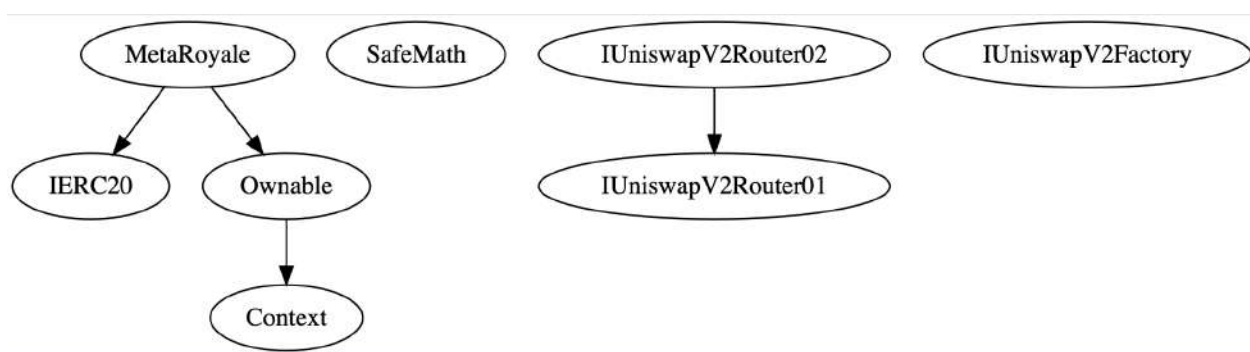 MetaRoyale
SafeMath
IUniswapV2Router02
IUniswapV2Factory
IERC20
Ownable
IUniswapV2Router01
Context